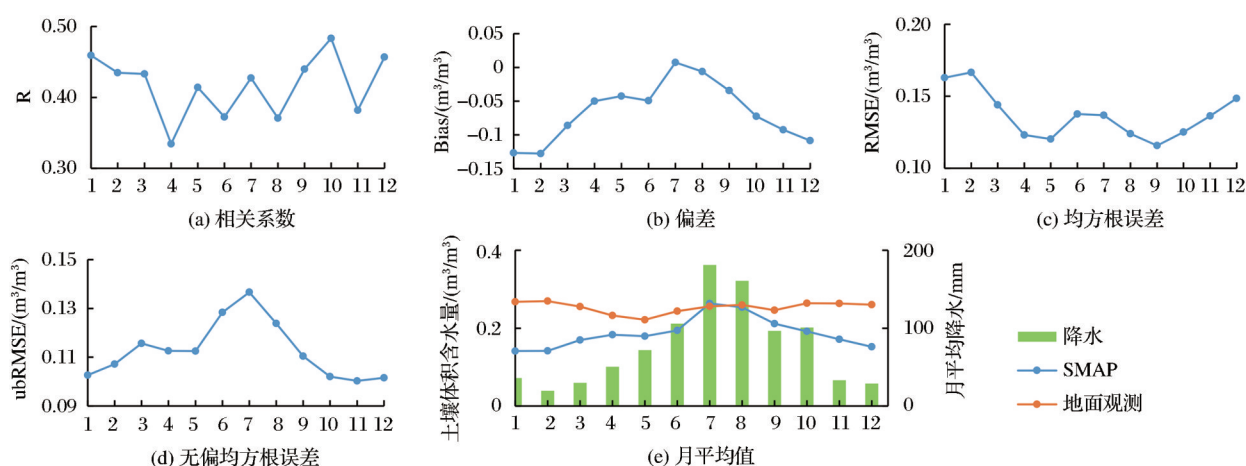 R
0.50
0.40
0.30
1 2 3 4 5 6 7 8 9 10 11 12
(a) 相关系数
Bias/(m³/m³)
0.05
0
−0.05
−0.1
−0.15
1 2 3 4 5 6 7 8 9 10 11 12
(b) 偏差
RMSE/(m³/m³)
0.20
0.15
0.10
1 2 3 4 5 6 7 8 9 10 11 12
(c) 均方根误差
ubRMSE/(m³/m³)
0.15
0.13
0.11
0.09
1 2 3 4 5 6 7 8 9 10 11 12
(d) 无偏均方根误差
土壤体积含水量/(m³/m³)
0.4
0.2
0
200
100
0
月平均降水/mm
1 2 3 4 5 6 7 8 9 10 11 12
(e) 月平均值
降水
SMAP
地面观测